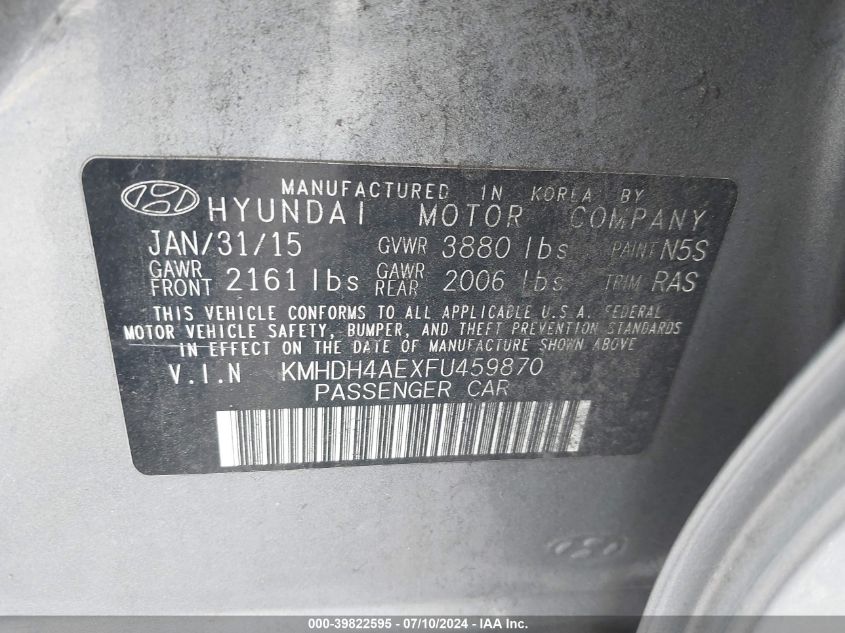 MANUFACTURED IN KOREA BY
HYUNDAI MOTOR COMPANY
JAN/31/15 GVWR 3880 lbs PAINT N5S
GAWR FRONT 2161 lbs GAWR REAR 2006 lbs TRIM RAS
THIS VEHICLE CONFORMS TO ALL APPLICABLE U.S.A. FEDERAL
MOTOR VEHICLE SAFETY, BUMPER, AND THEFT PREVENTION STANDARDS
IN EFFECT ON THE DATE OF MANUFACTURE SHOWN ABOVE
V.I.N KMHDH4AEXFU459870
PASSENGER CAR
000-39822595 - 07/10/2024 - IAA Inc.